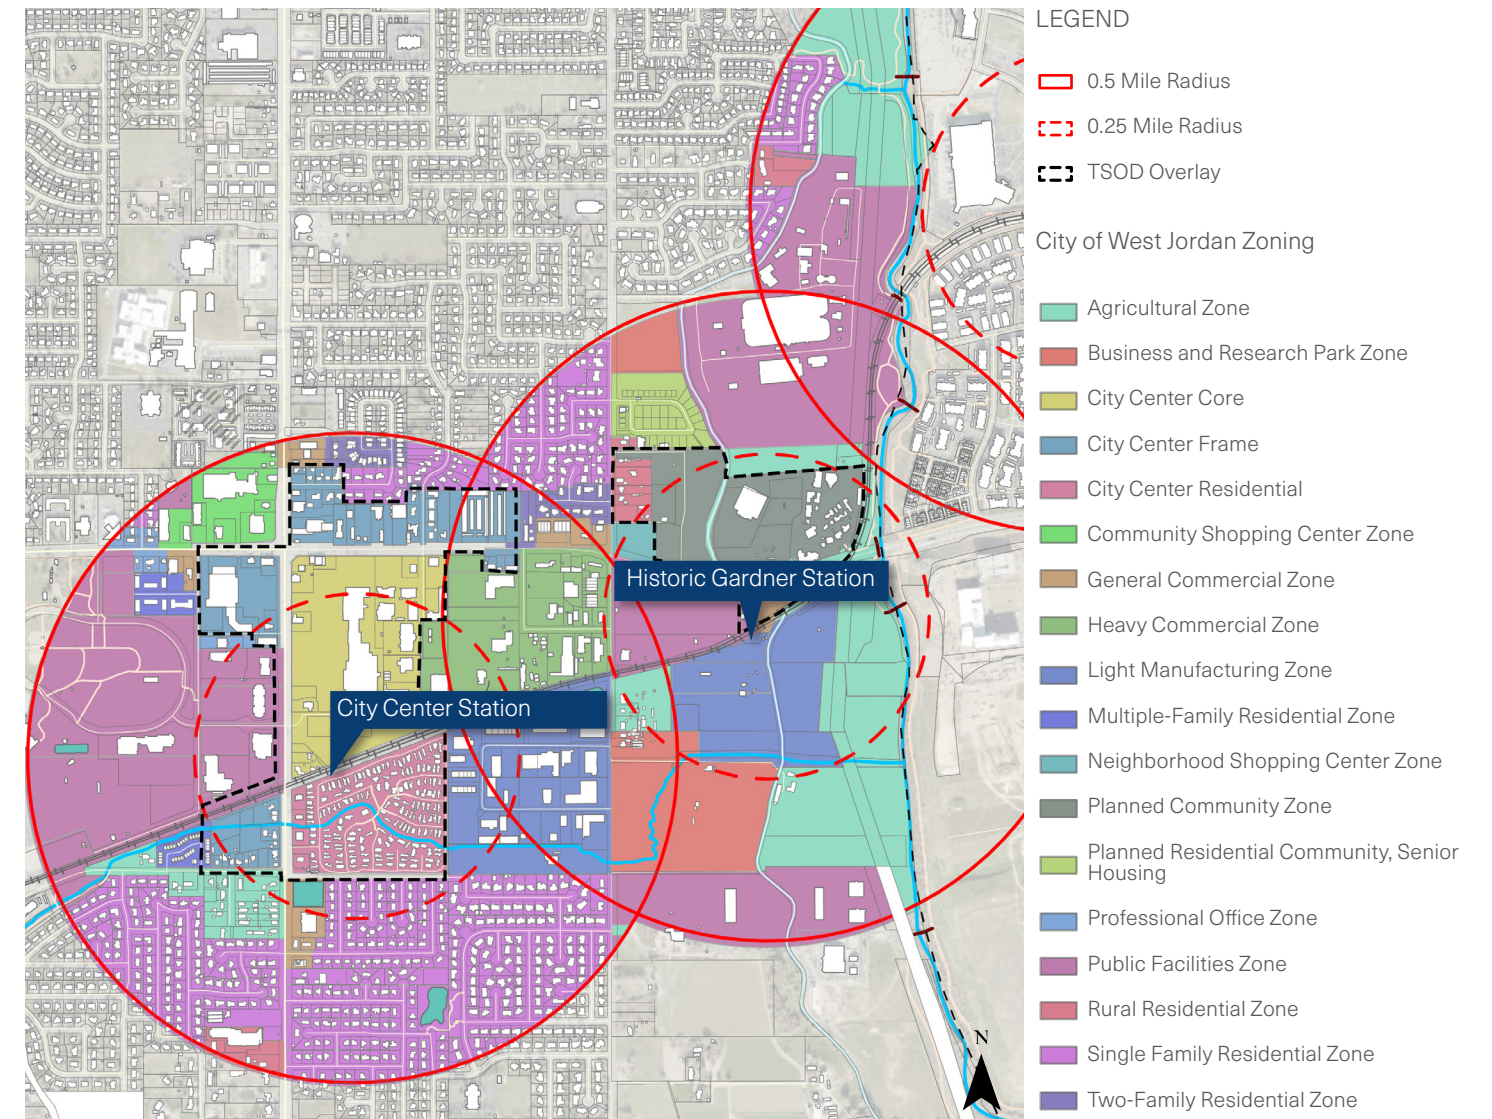 LEGEND
0.5 Mile Radius
0.25 Mile Radius
TSOD Overlay
City of West Jordan Zoning
Agricultural Zone
Business and Research Park Zone
City Center Core
City Center Frame
City Center Residential
Community Shopping Center Zone
General Commercial Zone
Heavy Commercial Zone
Light Manufacturing Zone
Multiple-Family Residential Zone
Neighborhood Shopping Center Zone
Planned Community Zone
Planned Residential Community, Senior
Housing
Professional Office Zone
Public Facilities Zone
Rural Residential Zone
Single Family Residential Zone
Two-Family Residential Zone
Historic Gardner Station
City Center Station
N